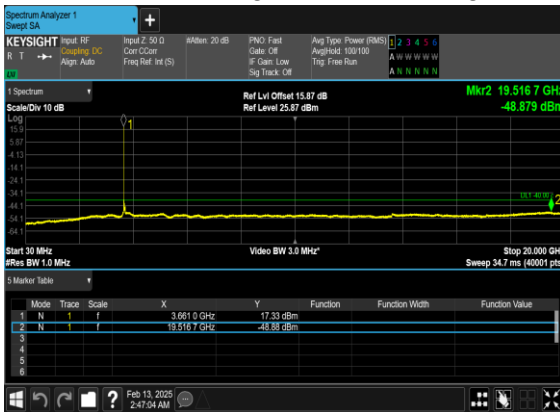 Spectrum Analyzer 1
Swept SA
+
KEYSIGHT Input: RF Input Z: 50 Ω #Atten: 20 dB PNO: Fast Avg Type: Power (RMS) 1 2 3 4 5 6
R T Coupling: DC Corr CCorr Gate: Off Avg|Hold: 100/100 A W W W W W
Align: Auto Freq Ref: Int (S) IF Gain: Low Trig: Free Run
Sig Track: Off A N N N N N
1 Spectrum Ref Lvl Offset 15.87 dB Mkr2 19.516 7 GHz
Scale/Div 10 dB Ref Level 25.87 dBm -48.879 dBm
Log
15.9
5.87
-4.13
-14.1
-24.1
-34.1
-44.1
-54.1
-64.1
1
2
Start 30 MHz Video BW 3.0 MHz* Stop 20.000 GHz
#Res BW 1.0 MHz Sweep 34.7 ms (40001 pts)
5 Marker Table
Mode Trace Scale X Y Function Function Width Function Value
1 N 1 f 3.661 0 GHz 17.33 dBm
2 N 1 f 19.516 7 GHz -48.88 dBm
3
4
5
6
? Feb 13, 2025
2:47:04 AM